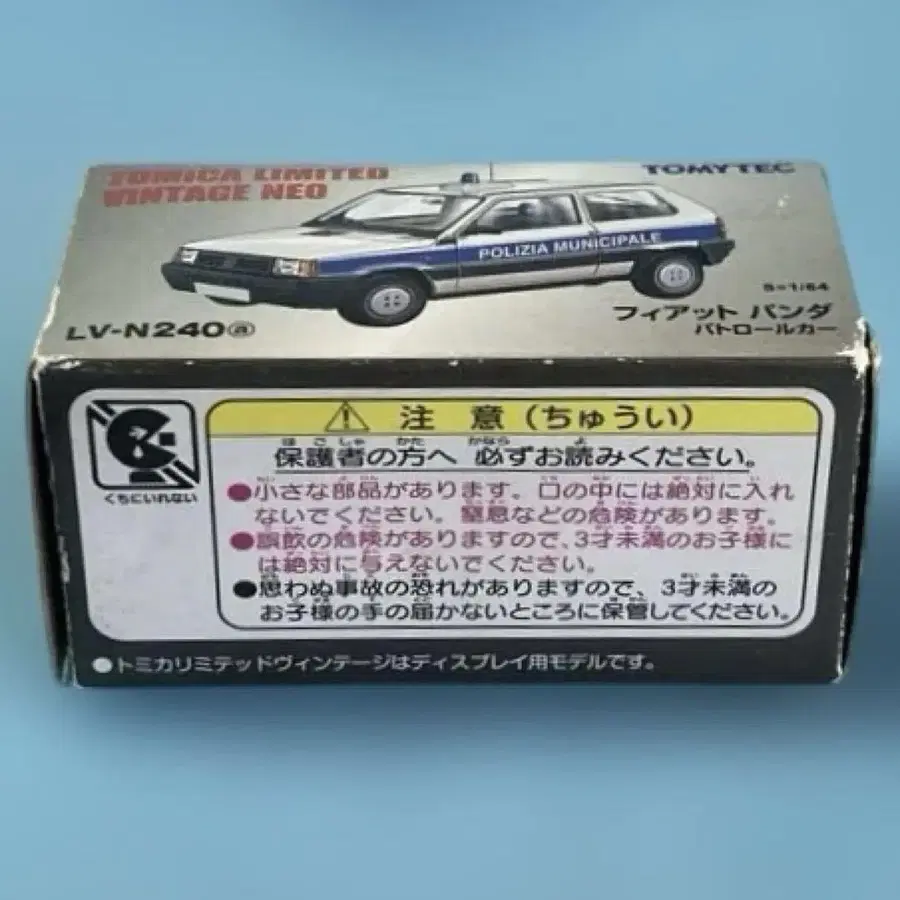 TOMICA LIMITED
VINTAGE NEO
TOMYTEC
POLIZIA MUNICIPALE
S=1/64
LV-N240ⓐ
フィアット パンダ
パトロールカー
注 意 (ちゅうい)
ほごしゃ かた かなら よ
保護者の方へ 必ずお読みください。
くちにいれない
●小さな部品があります。口の中には絶対に入れ
ないでください。窒息などの危険があります。
●誤飲の危険がありますので、3才未満のお子様に
は絶対に与えないでください。
●思わぬ事故の恐れがありますので、3才未満の
お子様の手の届かないところに保管してください。
●トミカリミテッドヴィンテージはディスプレイ用モデルです。